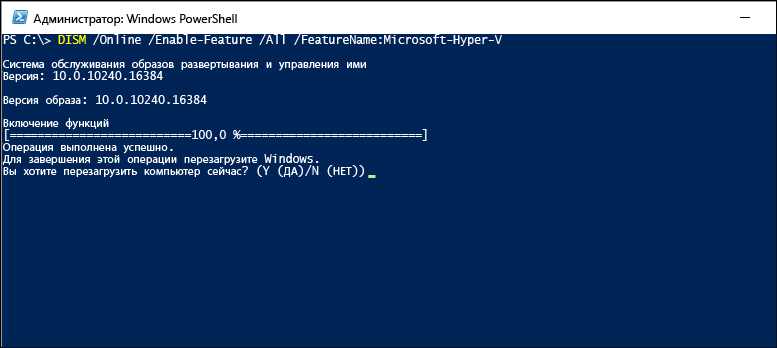 Администратор: Windows PowerShell
PS C:\> DISM /Online /Enable-Feature /All /FeatureName:Microsoft-Hyper-V
Cистема обслуживания образов развертывания и управления ими
Версия: 10.0.10240.16384
Версия образа: 10.0.10240.16384
Включение функций
[==========================100,0 %==========================]
Операция выполнена успешно.
Для завершения этой операции перезагрузите Windows.
Вы хотите перезагрузить компьютер сейчас? (Y (ДА)/N (НЕТ))